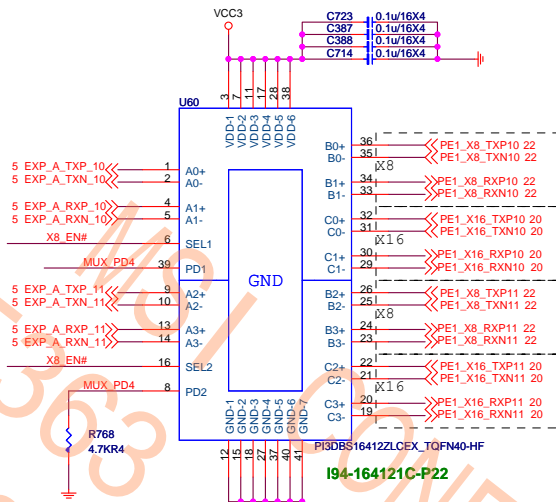 VCC3
C723 0.1u/16X4
C387 0.1u/16X4
C388 0.1u/16X4
C714 0.1u/16X4
U60
3 7 11 17 28 38
VDD-1 VDD-2 VDD-3 VDD-4 VDD-5 VDD-6
B0+ 36 PE1_X8_TXP10 22
B0- 35 PE1_X8_TXN10 22
X8
5 EXP_A_TXP_10 1 A0+
5 EXP_A_TXN_10 2 A0-
B1+ 34 PE1_X8_RXP10 22
B1- 33 PE1_X8_RXN10 22
5 EXP_A_RXP_10 4 A1+
5 EXP_A_RXN_10 5 A1-
C0+ 32 PE1_X16_TXP10 20
C0- 31 PE1_X16_TXN10 20
X16
X8_EN# 6 SEL1
C1+ 30 PE1_X16_RXP10 20
C1- 29 PE1_X16_RXN10 20
MUX_PD4 39 PD1
GND
5 EXP_A_TXP_11 9 A2+
5 EXP_A_TXN_11 10 A2-
B2+ 26 PE1_X8_TXP11 22
B2- 25 PE1_X8_TXN11 22
X8
5 EXP_A_RXP_11 13 A3+
5 EXP_A_RXN_11 14 A3-
B3+ 24 PE1_X8_RXP11 22
B3- 23 PE1_X8_RXN11 22
X8_EN# 16 SEL2
C2+ 22 PE1_X16_TXP11 20
C2- 21 PE1_X16_TXN11 20
X16
MUX_PD4 8 PD2
C3+ 20 PE1_X16_RXP11 20
C3- 19 PE1_X16_RXN11 20
GND-1 GND-2 GND-3 GND-4 GND-5 GND-6 GND-7
12 15 18 27 37 40 41
R768
4.7KR4
PI3DBS16412ZLCEX_TQFN40-HF
I94-164121C-P22
MSI